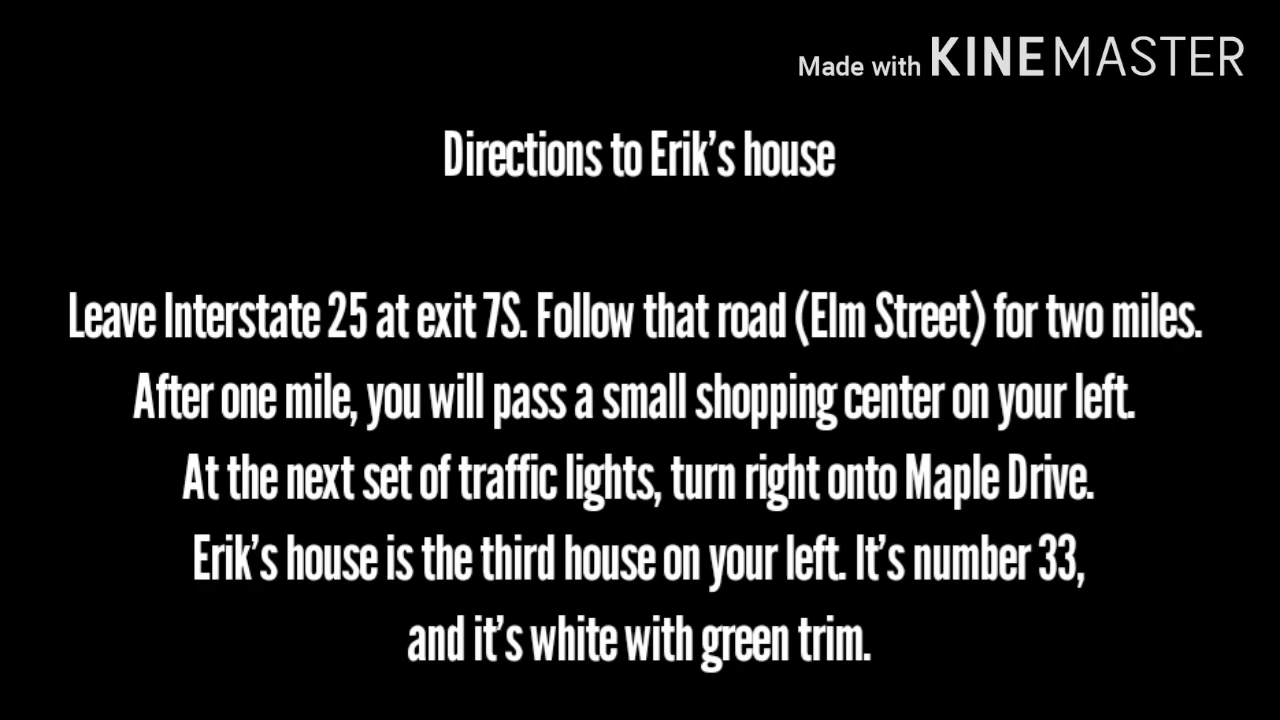 Made with KINEMASTER
Directions to Erik’s house
Leave Interstate 25 at exit 7S. Follow that road (Elm Street) for two miles.
After one mile, you will pass a small shopping center on your left.
At the next set of traffic lights, turn right onto Maple Drive.
Erik’s house is the third house on your left. It’s number 33,
and it’s white with green trim.